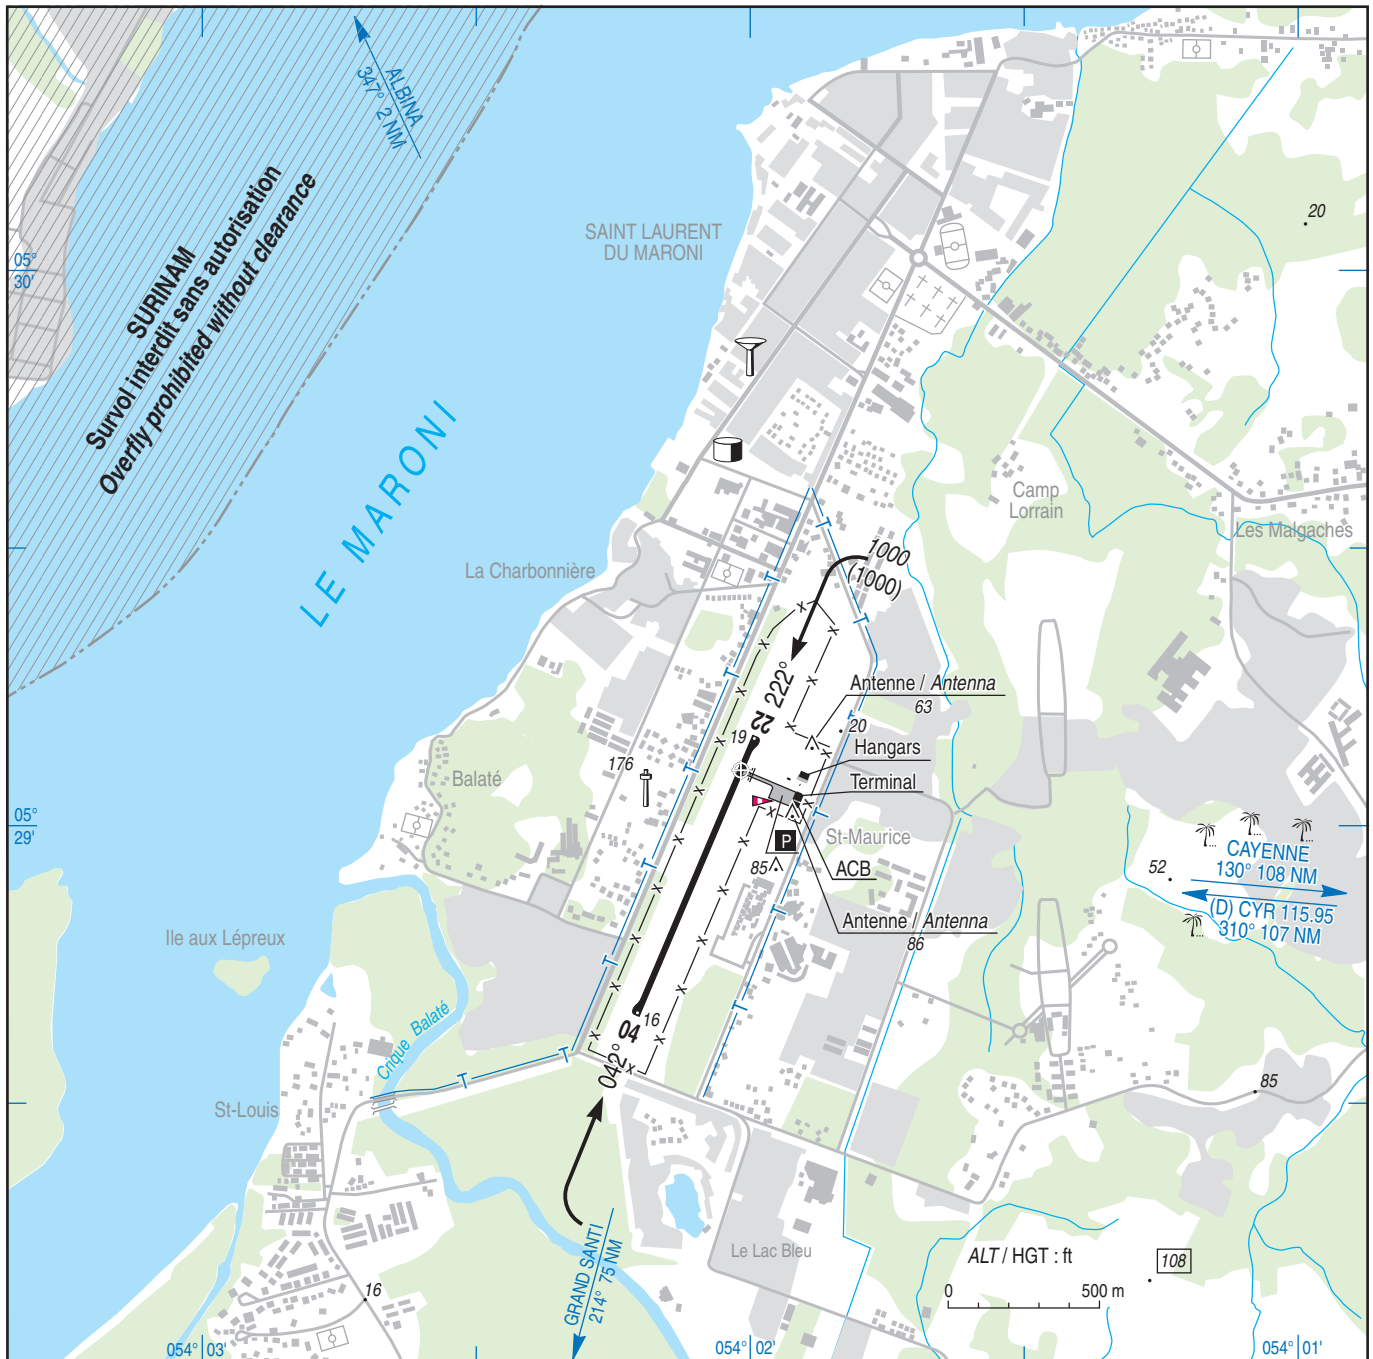 ALBINA
347° 2 NM
SURINAM
Survol interdit sans autorisation
Overfly prohibited without clearance
20
SAINT LAURENT
DU MARONI
05°
30'
LE MARONI
Camp
Lorrain
Les Malgaches
La Charbonnière
1000
(1000)
222°
Antenne / Antenna
63
22
19
20
Hangars
176
Terminal
Balaté
05°
29'
P
St-Maurice
85
ACB
CAYENNE
130° 108 NM
52
(D) CYR 115.95
310° 107 NM
Antenne / Antenna
86
Ile aux Lépreux
Crique Balaté
16
04
042°
St-Louis
85
GRAND SANTI
214° 75 NM
Le Lac Bleu
ALT / HGT : ft
108
0 500 m
16
054° 03'
054° 02'
054° 01'
T
T
T
T
T
T
T
T
T
T
T
T